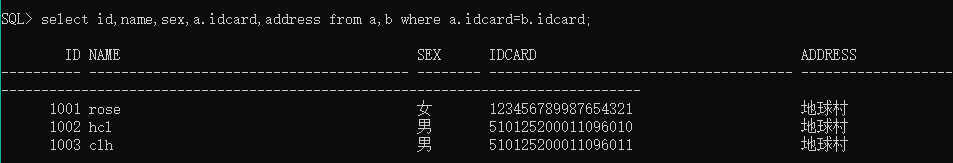 SQL> select id,name,sex,a.idcard,address from a,b where a.idcard=b.idcard;
ID NAME SEX IDCARD ADDRESS
---------- ---------------------------------------- -------- -------------------------------------- -------------------
--------------------------------------------------------------------------------
1001 rose 女 123456789987654321 地球村
1002 hcl 男 510125200011096010 地球村
1003 clh 男 510125200011096011 地球村